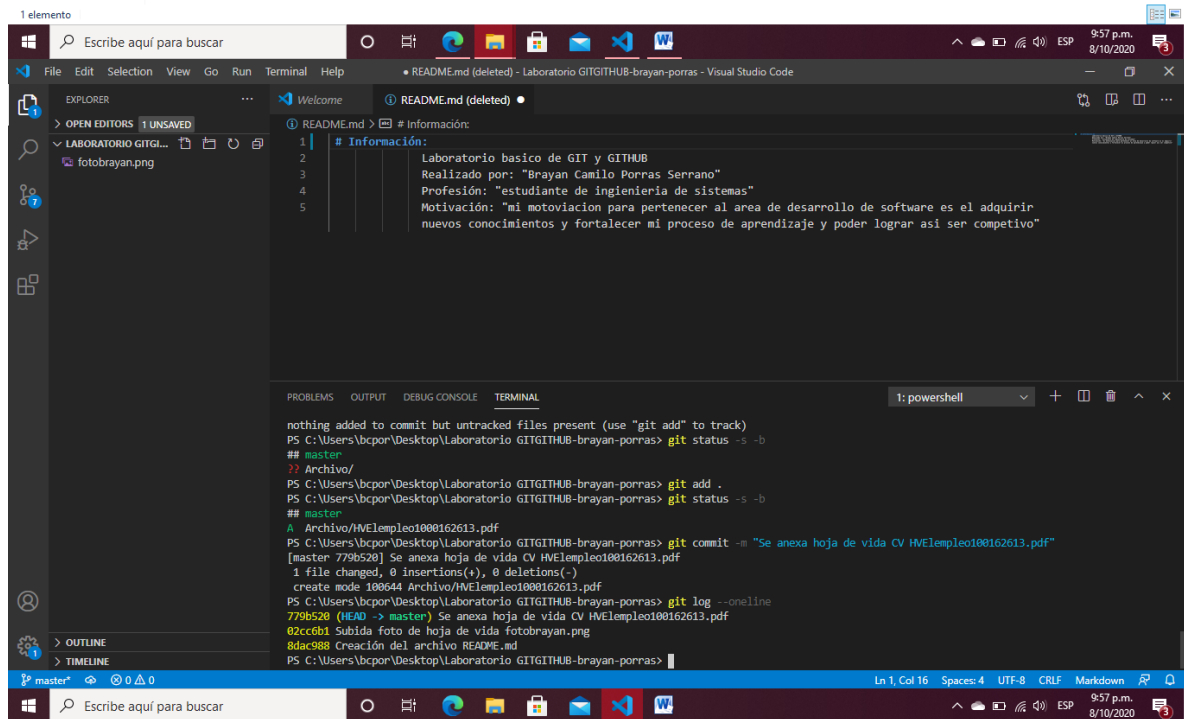 1 elemento
Escribe aquí para buscar
ESP
9:57 p.m.
8/10/2020
3
File Edit Selection View Go Run Terminal Help
● README.md (deleted) - Laboratorio GITGITHUB-brayan-porras - Visual Studio Code
EXPLORER
Welcome
README.md (deleted) ●
OPEN EDITORS 1 UNSAVED
README.md > # Información:
LABORATORIO GITGI...
fotobrayan.png
1
7
1 # Información:
2 Laboratorio basico de GIT y GITHUB
3 Realizado por: "Brayan Camilo Porras Serrano"
4 Profesión: "estudiante de ingienieria de sistemas"
5 Motivación: "mi motoviacion para pertenecer al area de desarrollo de software es el adquirir
nuevos conocimientos y fortalecer mi proceso de aprendizaje y poder lograr asi ser competivo"
PROBLEMS OUTPUT DEBUG CONSOLE TERMINAL
1: powershell
nothing added to commit but untracked files present (use "git add" to track)
PS C:\Users\bcpor\Desktop\Laboratorio GITGITHUB-brayan-porras> git status -s -b
## master
?? Archivo/
PS C:\Users\bcpor\Desktop\Laboratorio GITGITHUB-brayan-porras> git add .
PS C:\Users\bcpor\Desktop\Laboratorio GITGITHUB-brayan-porras> git status -s -b
## master
A Archivo/HVElempleo1000162613.pdf
PS C:\Users\bcpor\Desktop\Laboratorio GITGITHUB-brayan-porras> git commit -m "Se anexa hoja de vida CV HVElempleo100162613.pdf"
[master 779b520] Se anexa hoja de vida CV HVElempleo100162613.pdf
1 file changed, 0 insertions(+), 0 deletions(-)
create mode 100644 Archivo/HVElempleo1000162613.pdf
PS C:\Users\bcpor\Desktop\Laboratorio GITGITHUB-brayan-porras> git log --oneline
779b520 (HEAD -> master) Se anexa hoja de vida CV HVElempleo100162613.pdf
02cc6b1 Subida foto de hoja de vida fotobrayan.png
8dac988 Creación del archivo README.md
PS C:\Users\bcpor\Desktop\Laboratorio GITGITHUB-brayan-porras>
1
OUTLINE
TIMELINE
master* 0 0
Ln 1, Col 16 Spaces: 4 UTF-8 CRLF Markdown
Escribe aquí para buscar
ESP
9:57 p.m.
8/10/2020
3